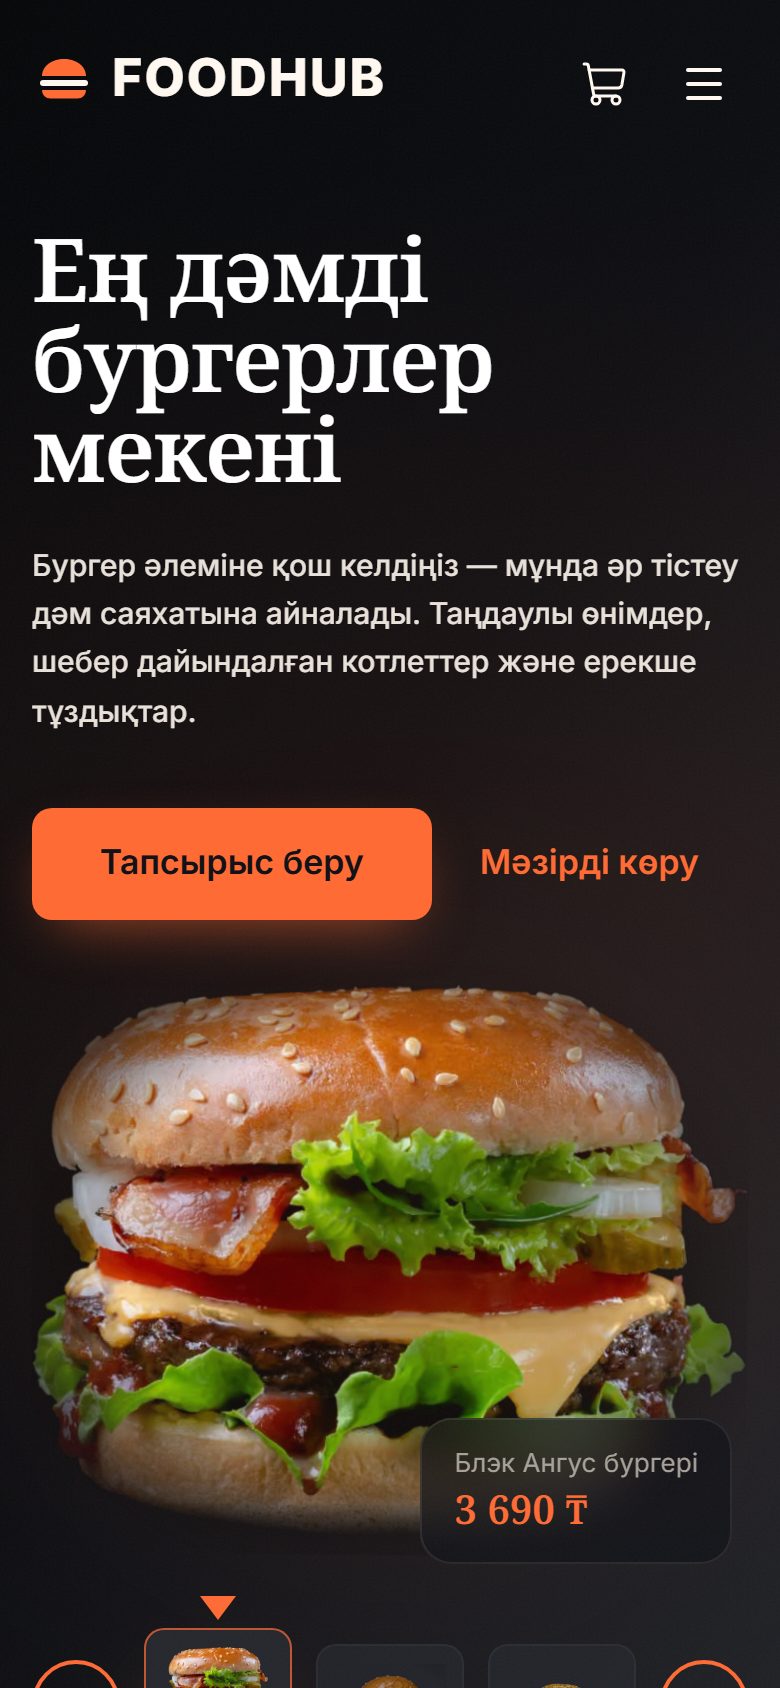 FOODHUB
Ең дәмді
бургерлер
мекені
Бургер әлеміне қош келдіңіз — мұнда әр тістеу
дәм саяхатына айналады. Таңдаулы өнімдер,
шебер дайындалған котлеттер және ерекше
тұздықтар.
Тапсырыс беру
Мәзірді көру
Блэк Ангус бургері
3 690 ₸